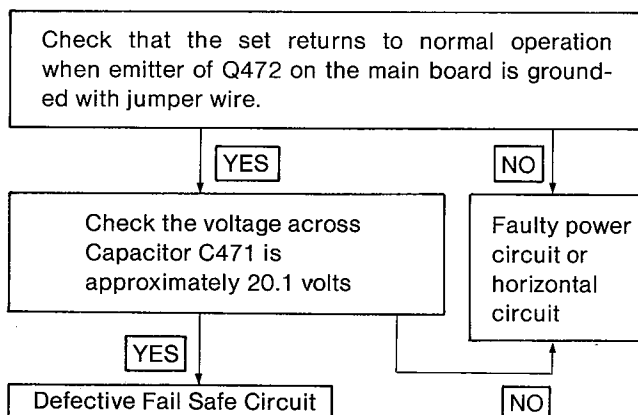 Check that the set returns to normal operation
when emitter of Q472 on the main board is ground-
ed with jumper wire.
YES
NO
Check the voltage across
Capacitor C471 is
approximately 20.1 volts
Faulty power
circuit or
horizontal
circuit
YES
NO
Defective Fail Safe Circuit